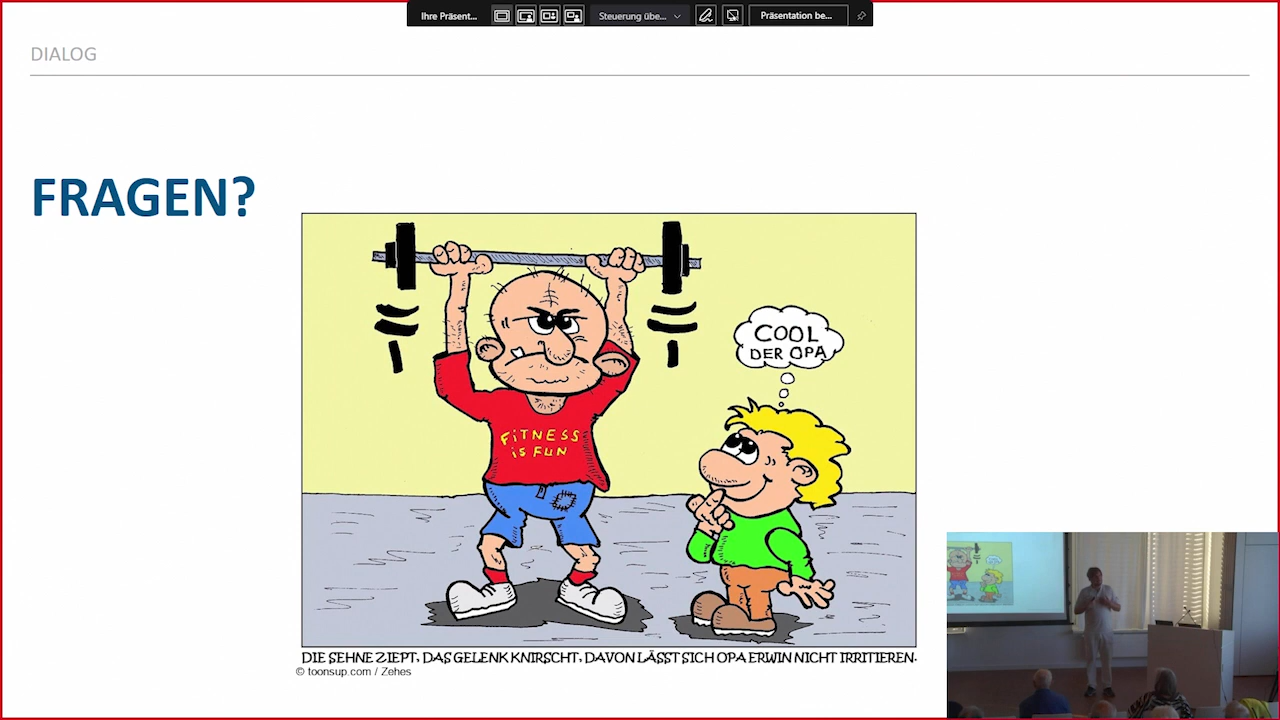 Ihre Präsent...
Steuerung übe...
Präsentation be...
DIALOG
FRAGEN?
COOL
DER OPA
FITNESS
IS FUN
DIE SEHNE ZIEPT, DAS GELENK KNIRSCHT, DAVON LÄSST SICH OPA ERWIN NICHT IRRITIEREN.
© toonsup.com / Zehes